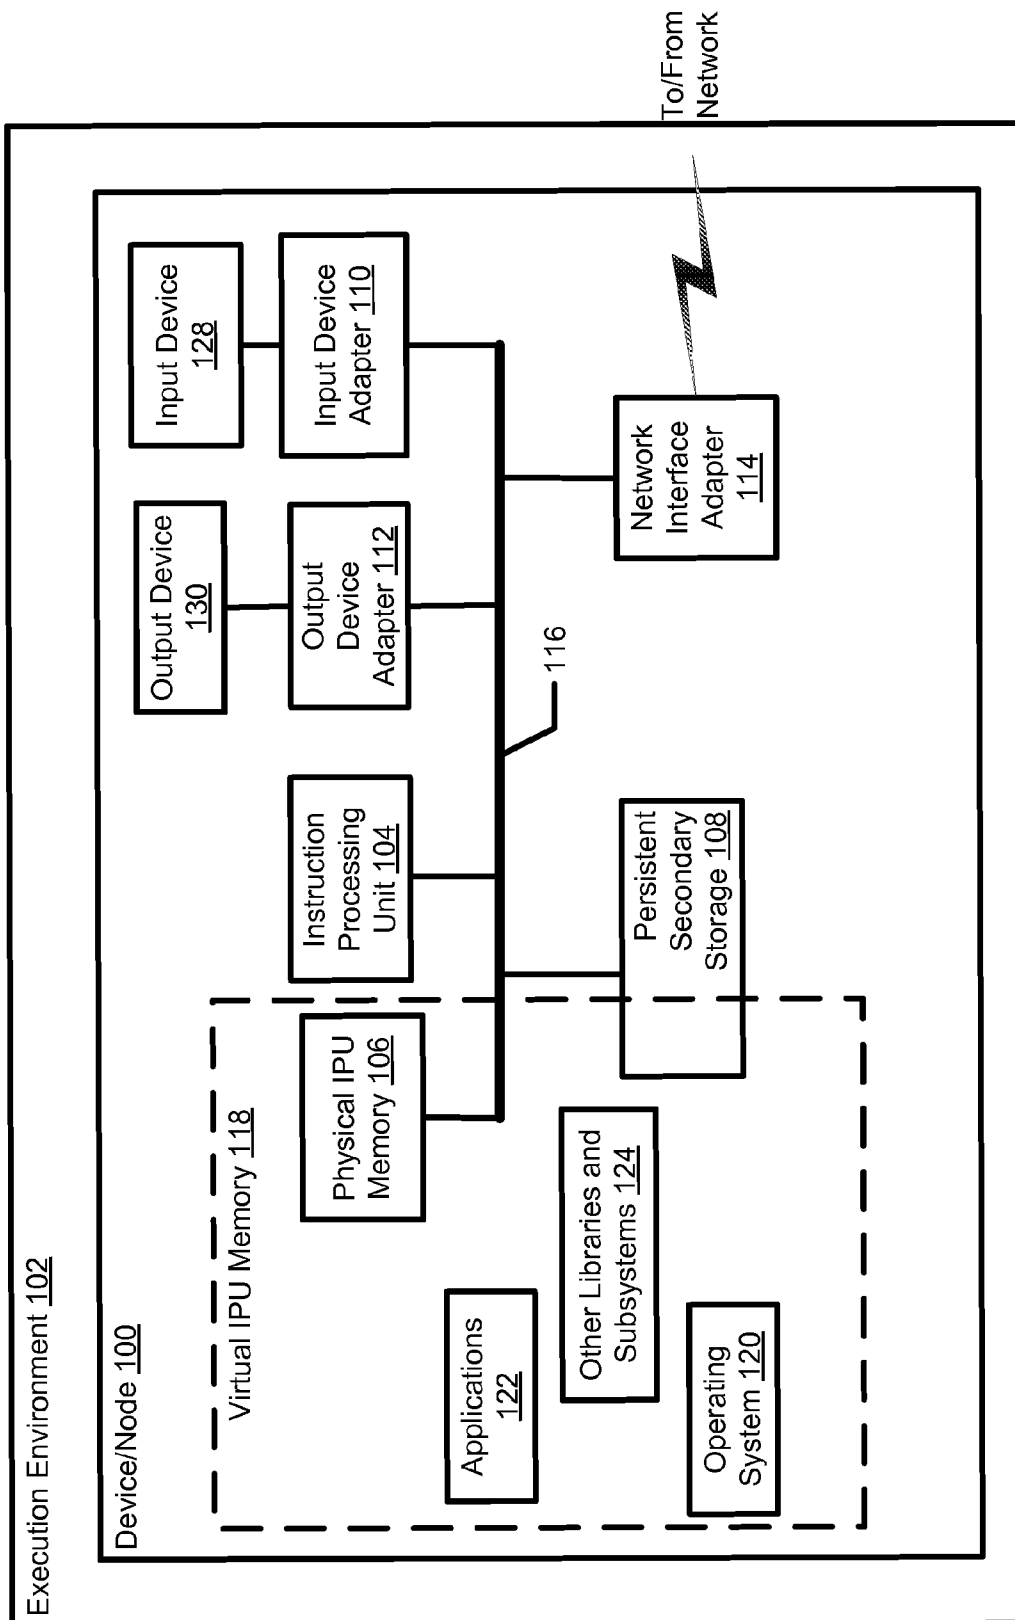 Execution Environment 102
Device/Node 100
Virtual IPU Memory 118
Physical IPU
Memory 106
Instruction
Processing
Unit 104
Output Device
130
Output
Device
Adapter 112
Input Device
128
Input Device
Adapter 110
Applications
122
Other Libraries and
Subsystems 124
Operating
System 120
Persistent
Secondary
Storage 108
116
Network
Interface
Adapter
114
To/From
Network